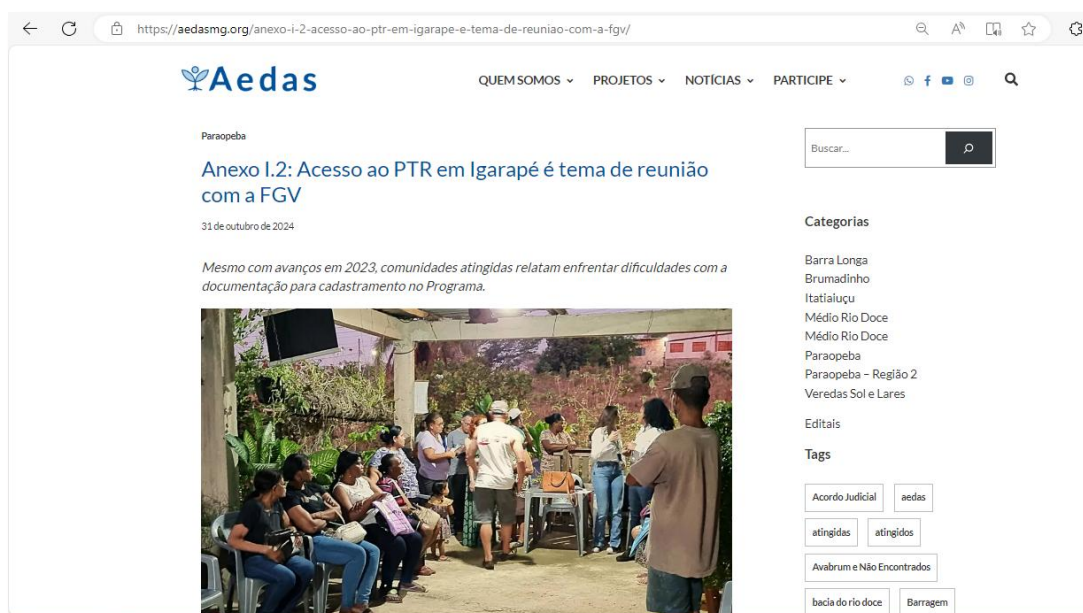 https://aedasmg.org/anexo-i-2-acesso-ao-ptr-em-igarape-e-tema-de-reuniao-com-a-fgv/
Aedas
QUEM SOMOS PROJETOS NOTÍCIAS PARTICIPE
Paraopeba
Anexo I.2: Acesso ao PTR em Igarapé é tema de reunião
com a FGV
31 de outubro de 2024
Mesmo com avanços em 2023, comunidades atingidas relatam enfrentar dificuldades com a
documentação para cadastramento no Programa.
Buscar...
Categorias
Barra Longa
Brumadinho
Itatiaiuçu
Médio Rio Doce
Médio Rio Doce
Paraopeba
Paraopeba – Região 2
Veredas Sol e Lares
Editais
Tags
Acordo Judicial aedas
atingidas atingidos
Avabrum e Não Encontrados
bacia do rio doce Barragem